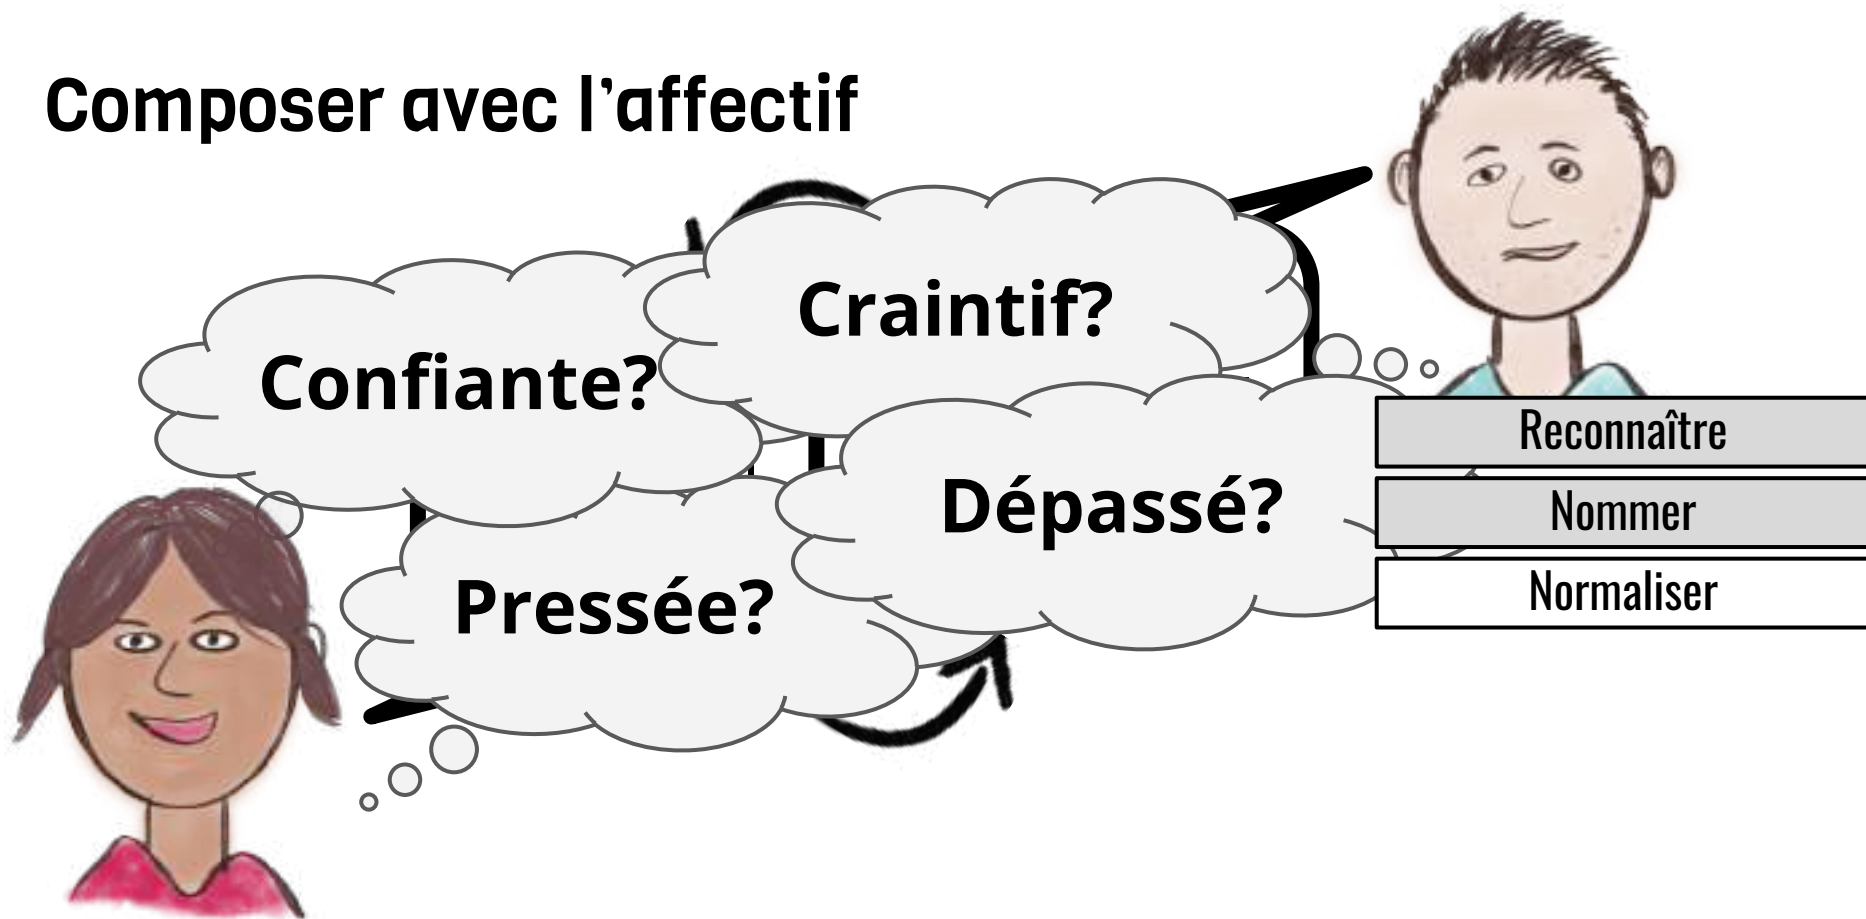 Composer avec l’affectif
Craintif?
Confiante?
Reconnaître
Dépassé?
Nommer
Pressée?
Normaliser